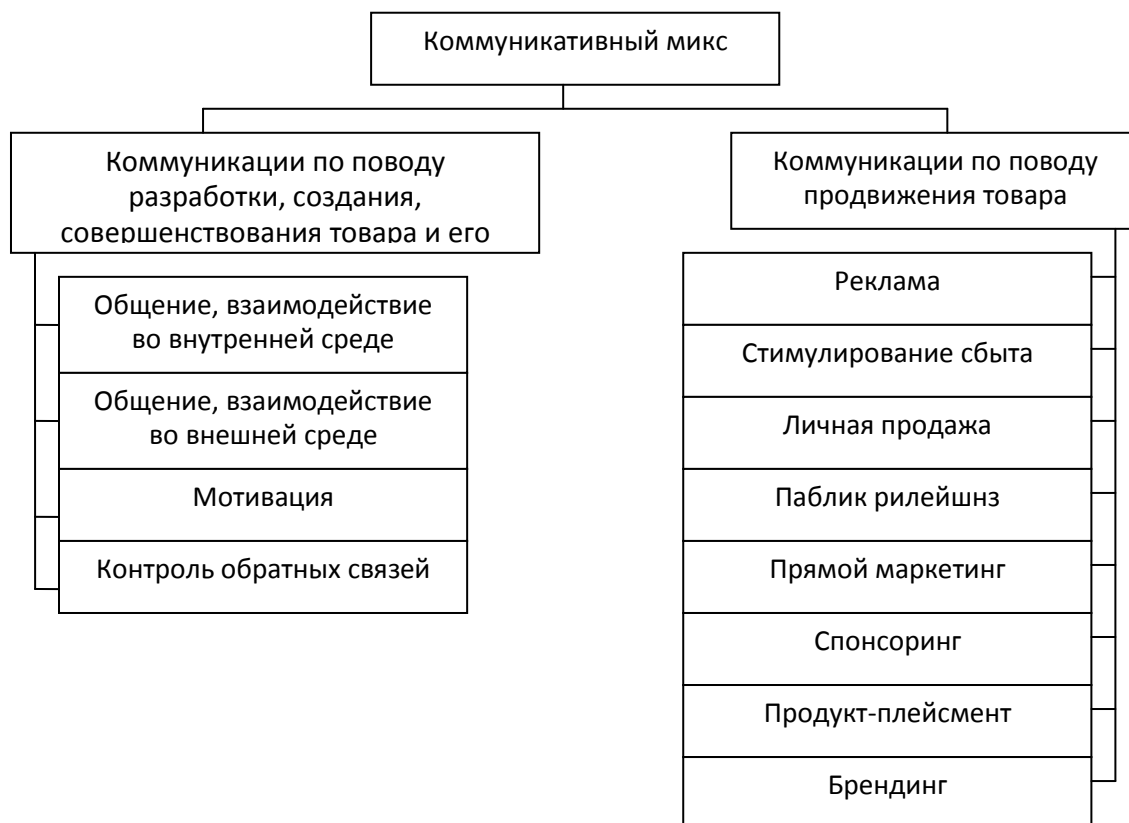 Коммуникативный микс
Коммуникации по поводу
разработки, создания,
совершенствования товара и его
Общение, взаимодействие
во внутренней среде
Общение, взаимодействие
во внешней среде
Мотивация
Контроль обратных связей
Коммуникации по поводу
продвижения товара
Реклама
Стимулирование сбыта
Личная продажа
Паблик рилейшнз
Прямой маркетинг
Спонсоринг
Продукт-плейсмент
Брендинг